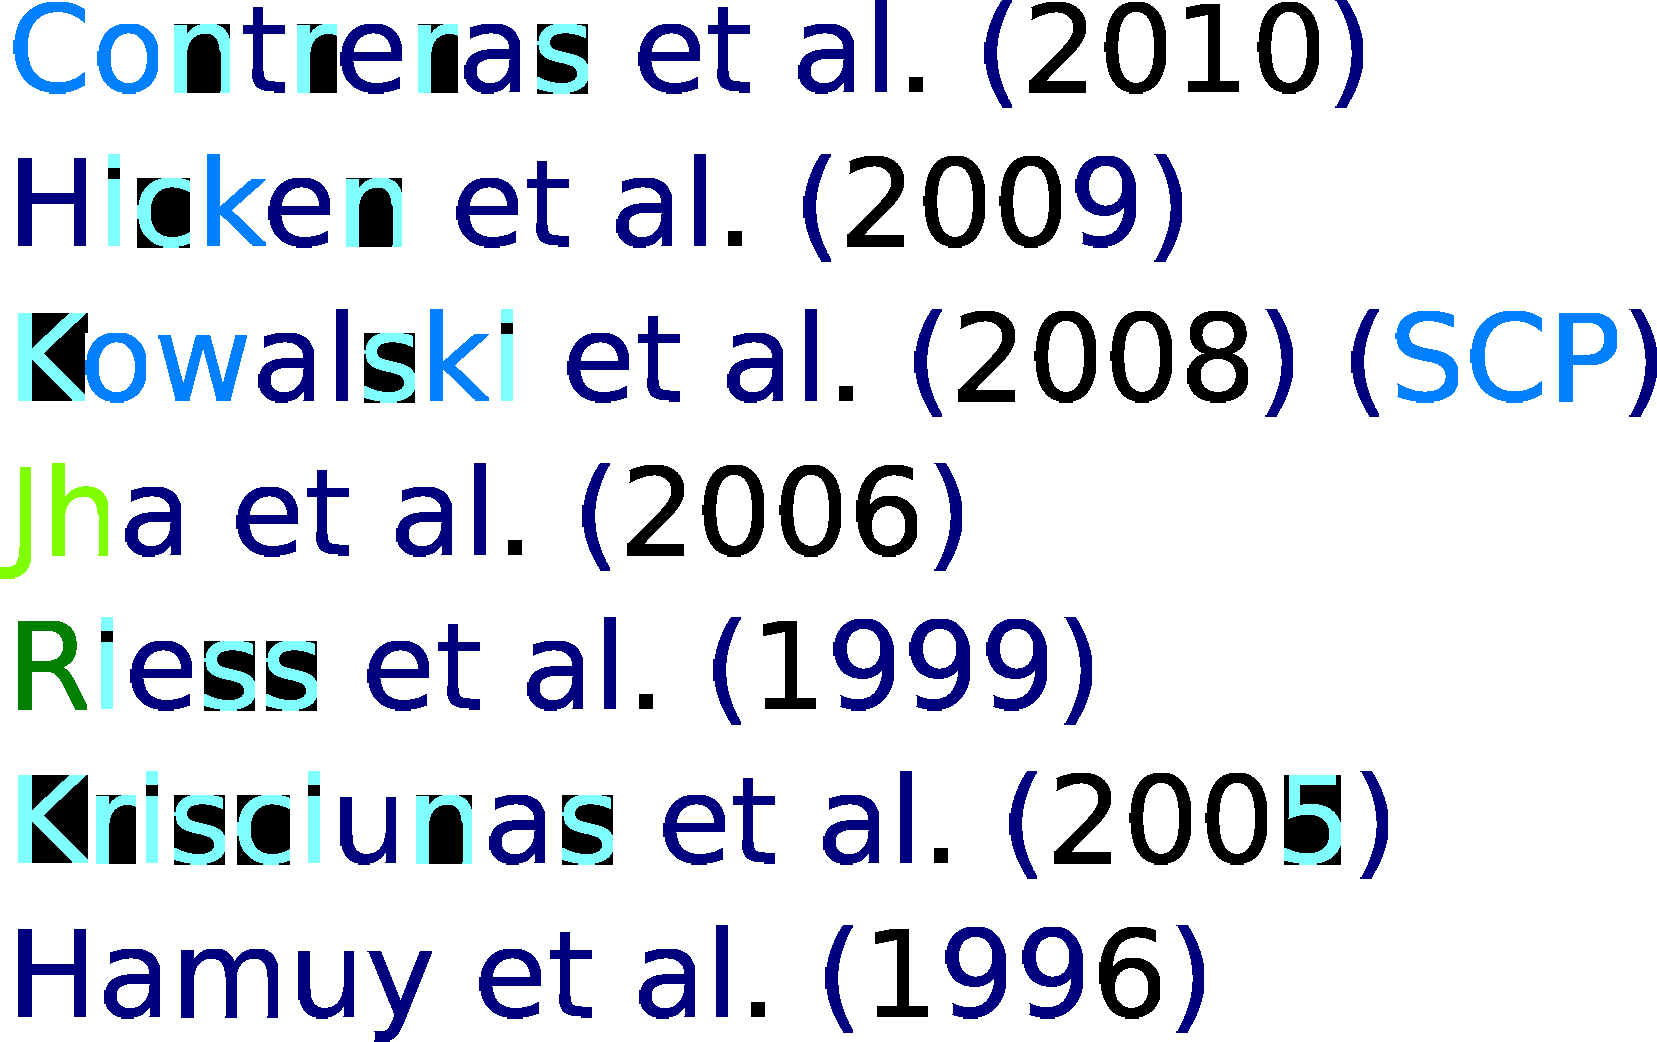 Contreras et al. (2010)
Hicken et al. (2009)
Kowalski et al. (2008) (SCP)
Jha et al. (2006)
Riess et al. (1999)
Krisciunas et al. (2005)
Hamuy et al. (1996)